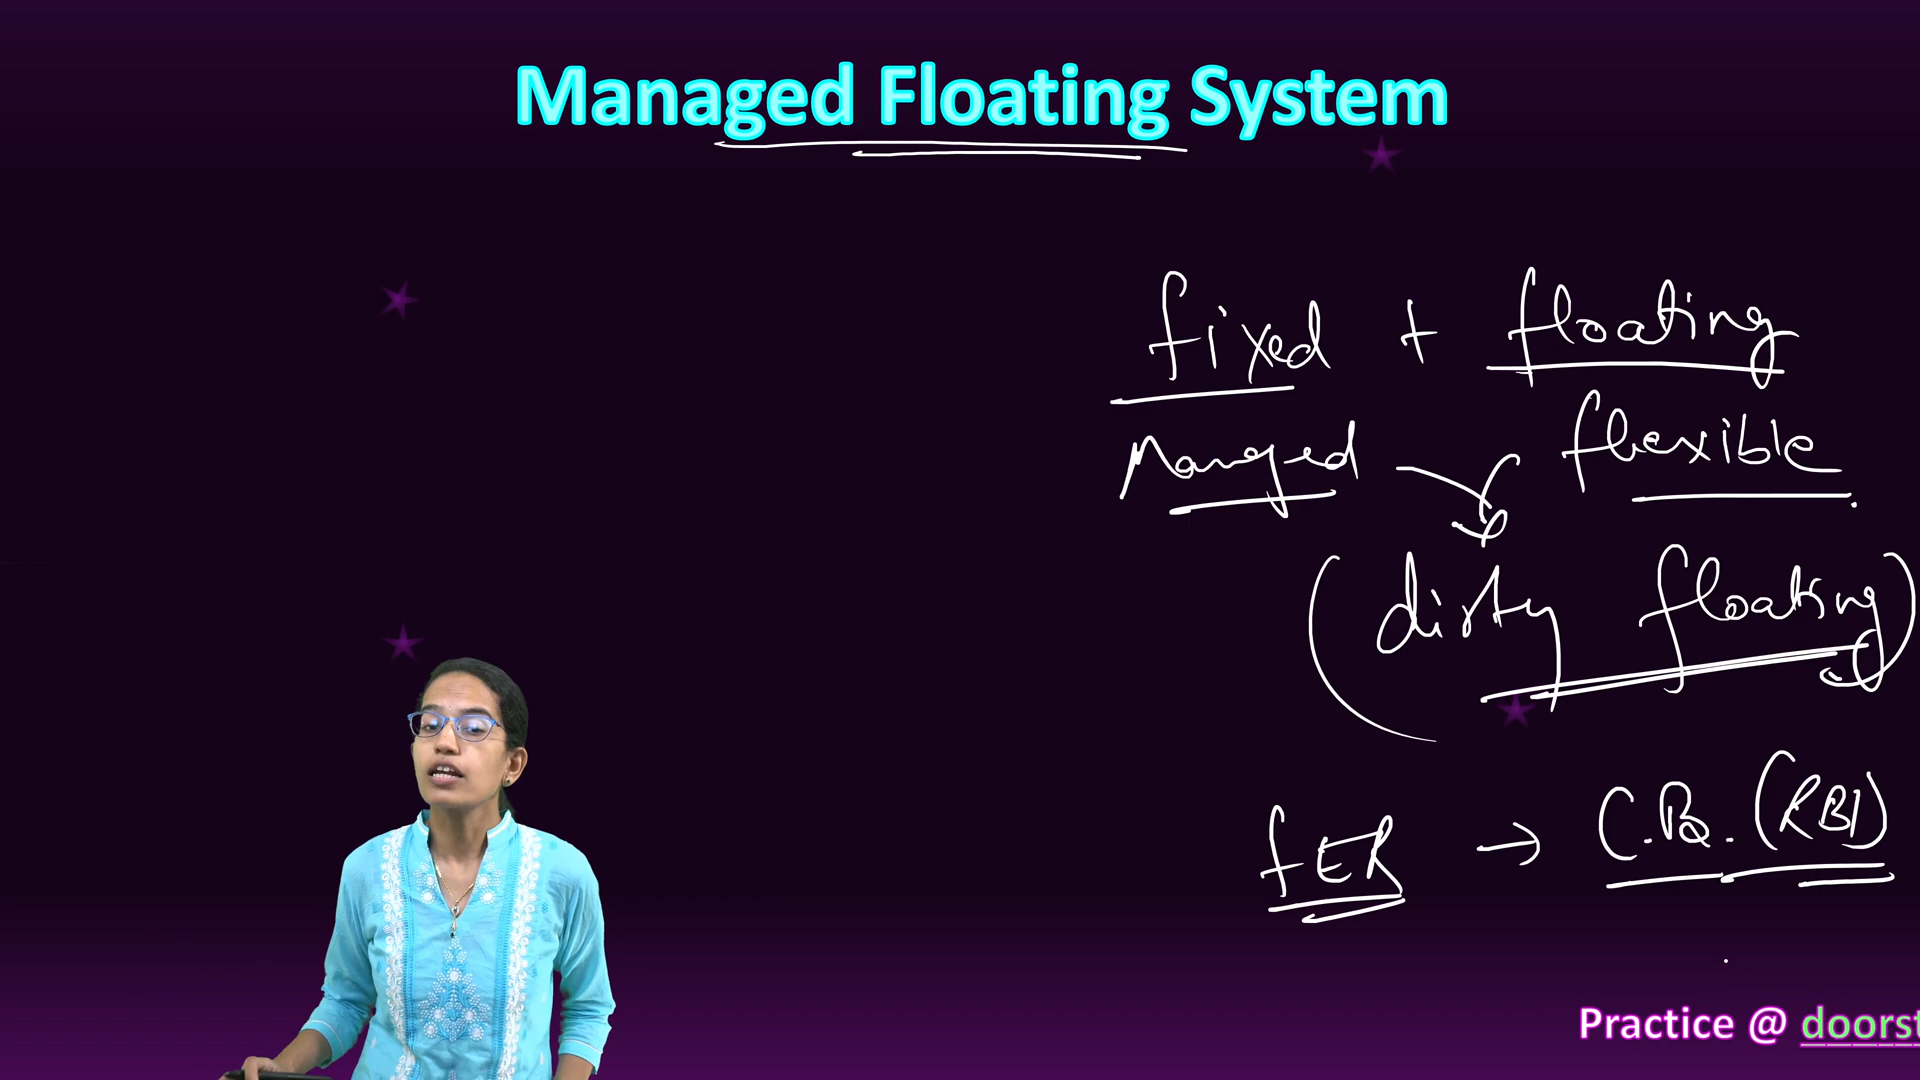 Managed Floating System
fixed + floating
Managed flexible
(dirty floating)
fER → C.B. (RBI)
Practice @ doorst